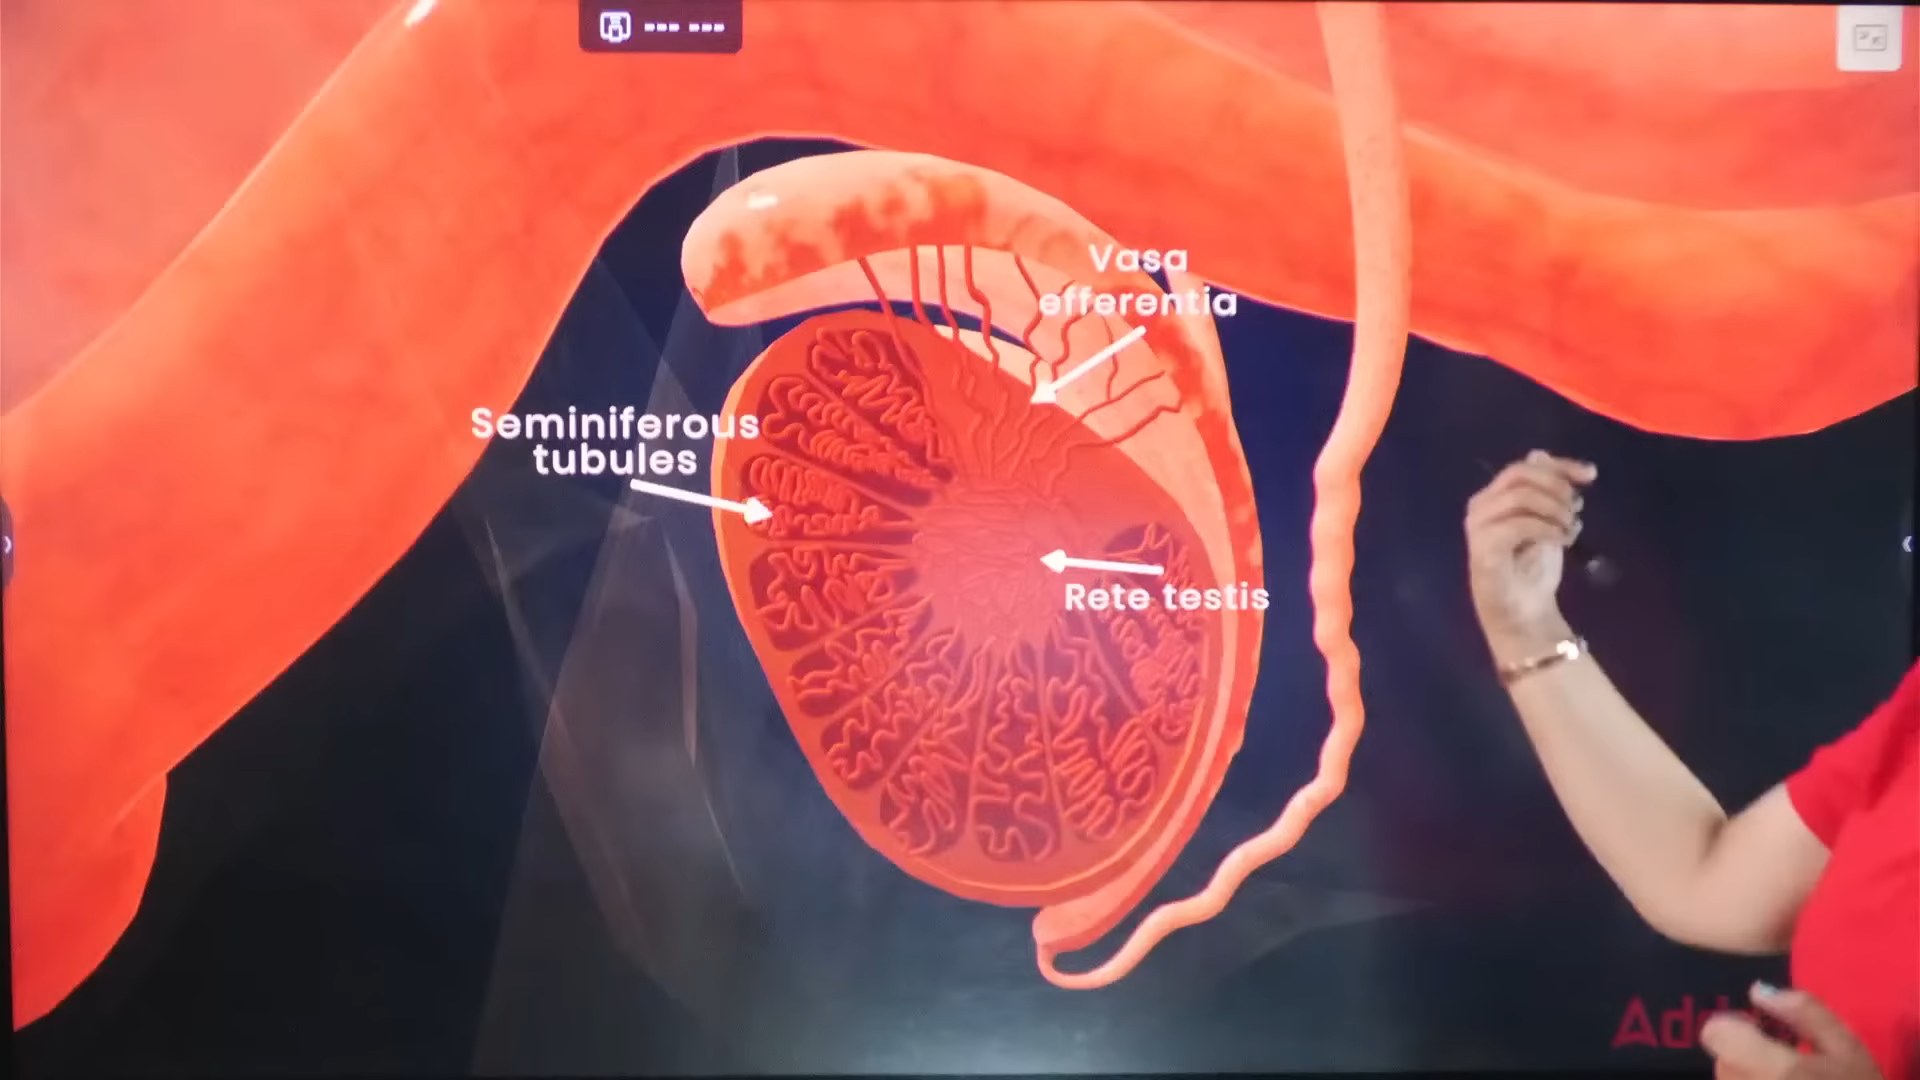 Vasa
efferentia
Seminiferous
tubules
Rete testis